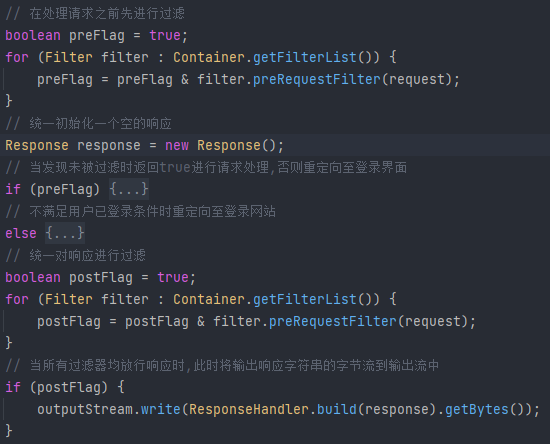 // 在处理请求之前先进行过滤
boolean preFlag = true;
for (Filter filter : Container.getFilterList()) {
    preFlag = preFlag & filter.preRequestFilter(request);
}
// 统一初始化一个空的响应
Response response = new Response();
// 当发现未被过滤时返回true进行请求处理,否则重定向至登录界面
if (preFlag) {...}
// 不满足用户已登录条件时重定向至登录网站
else {...}
// 统一对响应进行过滤
boolean postFlag = true;
for (Filter filter : Container.getFilterList()) {
    postFlag = postFlag & filter.preRequestFilter(request);
}
// 当所有过滤器均放行响应时,此时将输出响应字符串的字节流到输出流中
if (postFlag) {
    outputStream.write(ResponseHandler.build(response).getBytes());
}